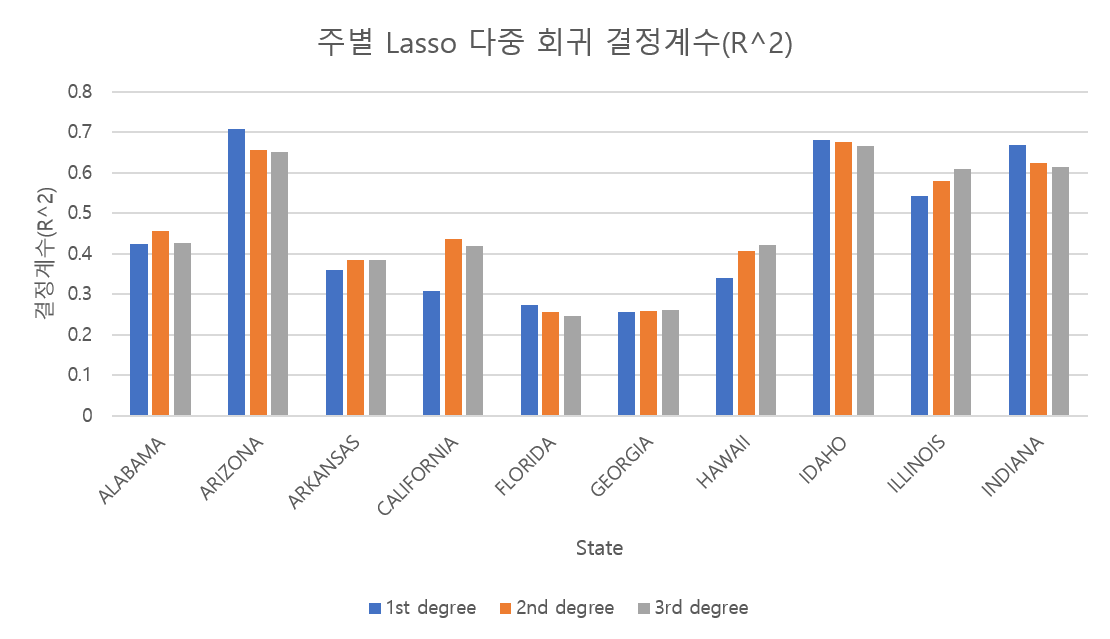 주별 Lasso 다중 회귀 결정계수(R^2)
결정계수(R^2)
0.8
0.7
0.6
0.5
0.4
0.3
0.2
0.1
0
ALABAMA
ARIZONA
ARKANSAS
CALIFORNIA
FLORIDA
GEORGIA
HAWAII
IDAHO
ILLINOIS
INDIANA
State
1st degree 2nd degree 3rd degree